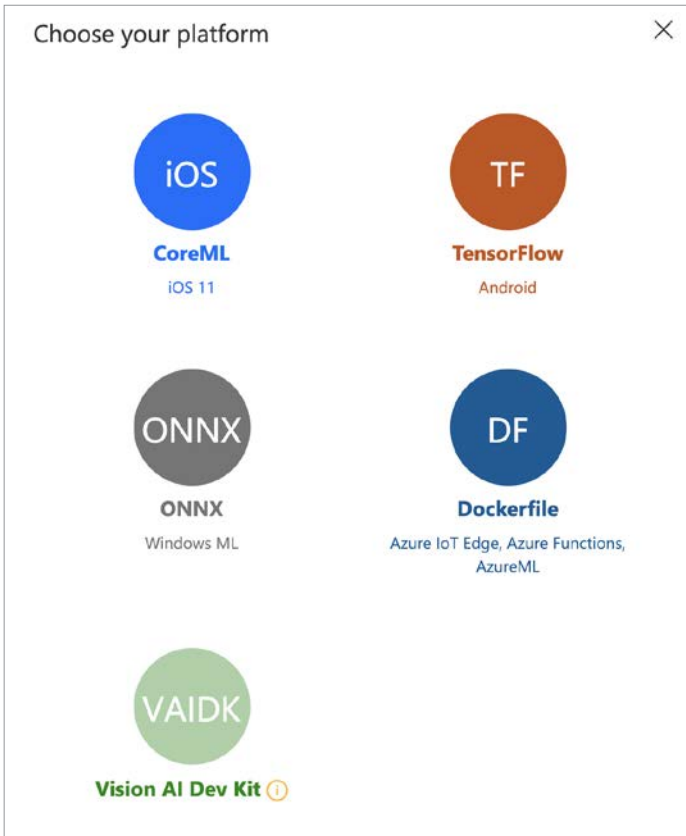 Choose your platform
iOS
TF
CoreML
TensorFlow
iOS 11
Android
ONNX
DF
ONNX
Dockerfile
Windows ML
Azure IoT Edge, Azure Functions,
AzureML
VAIDK
Vision AI Dev Kit